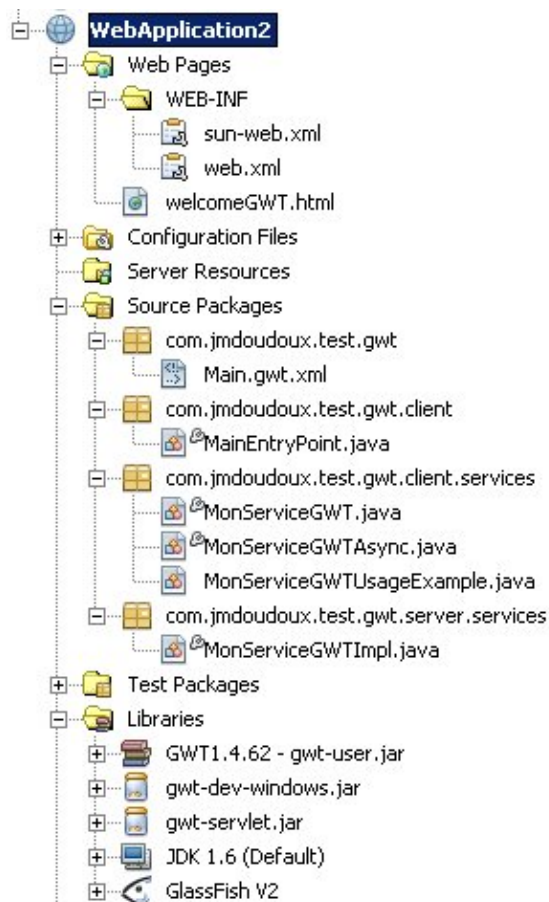 WebApplication2
Web Pages
WEB-INF
sun-web.xml
web.xml
welcomeGWT.html
Configuration Files
Server Resources
Source Packages
com.jmdoudoux.test.gwt
Main.gwt.xml
com.jmdoudoux.test.gwt.client
MainEntryPoint.java
com.jmdoudoux.test.gwt.client.services
MonServiceGWT.java
MonServiceGWTAsync.java
MonServiceGWTUsageExample.java
com.jmdoudoux.test.gwt.server.services
MonServiceGWTImpl.java
Test Packages
Libraries
GWT1.4.62 - gwt-user.jar
gwt-dev-windows.jar
gwt-servlet.jar
JDK 1.6 (Default)
GlassFish V2